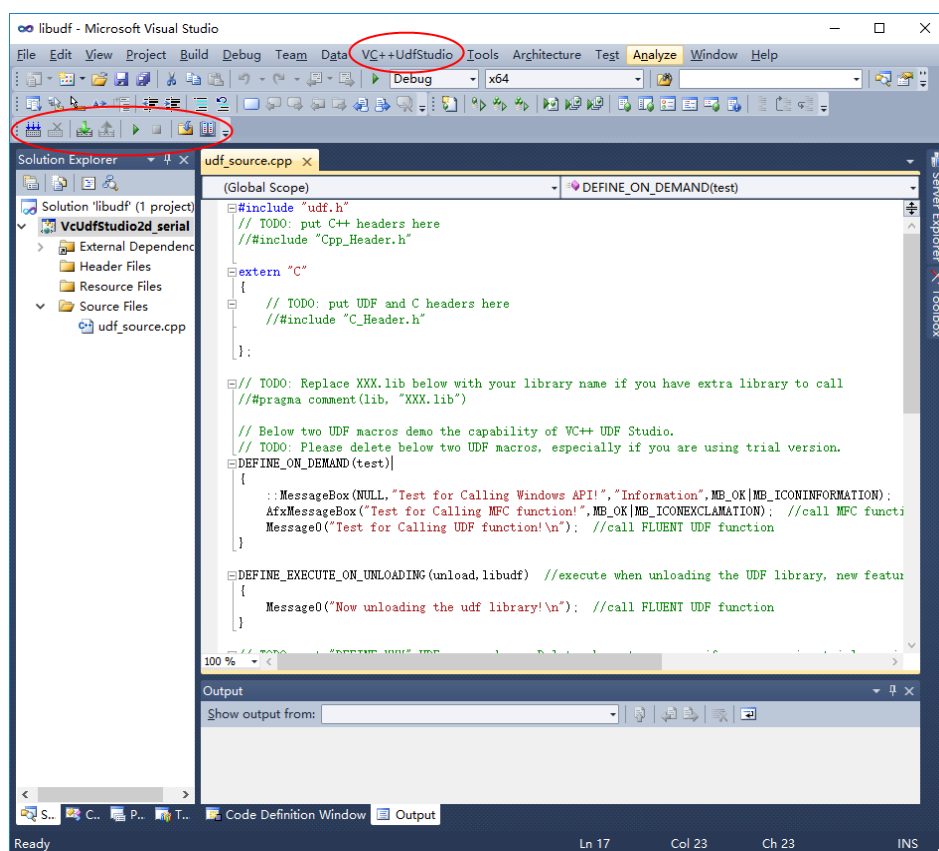 libudf - Microsoft Visual Studio
File Edit View Project Build Debug Team Data VC++UdfStudio Tools Architecture Test Analyze Window Help
Debug x64
Solution Explorer
udf_source.cpp
(Global Scope) DEFINE_ON_DEMAND(test)
Solution 'libudf' (1 project)
VcUdfStudio2d_serial
External Dependenc
Header Files
Resource Files
Source Files
udf_source.cpp
#include "udf.h"
// TODO: put C++ headers here
//#include "Cpp_Header.h"
extern "C"
{
// TODO: put UDF and C headers here
//#include "C_Header.h"
};
// TODO: Replace XXX.lib below with your library name if you have extra library to call
//#pragma comment(lib, "XXX.lib")
// Below two UDF macros demo the capability of VC++ UDF Studio.
// TODO: Please delete below two UDF macros, especially if you are using trial version.
DEFINE_ON_DEMAND(test)
{
::MessageBox(NULL,"Test for Calling Windows API!","Information",MB_OK|MB_ICONINFORMATION);
AfxMessageBox("Test for Calling MFC function!",MB_OK|MB_ICONEXCLAMATION); //call MFC functi
Message0("Test for Calling UDF function!\n"); //call FLUENT UDF function
}
DEFINE_EXECUTE_ON_UNLOADING(unload,libudf) //execute when unloading the UDF library, new featur
{
Message0("Now unloading the udf library!\n"); //call FLUENT UDF function
}
100 %
Output
Show output from:
S... C... P... T...
Code Definition Window Output
Ready Ln 17 Col 23 Ch 23 INS
Server Explorer
Toolbox